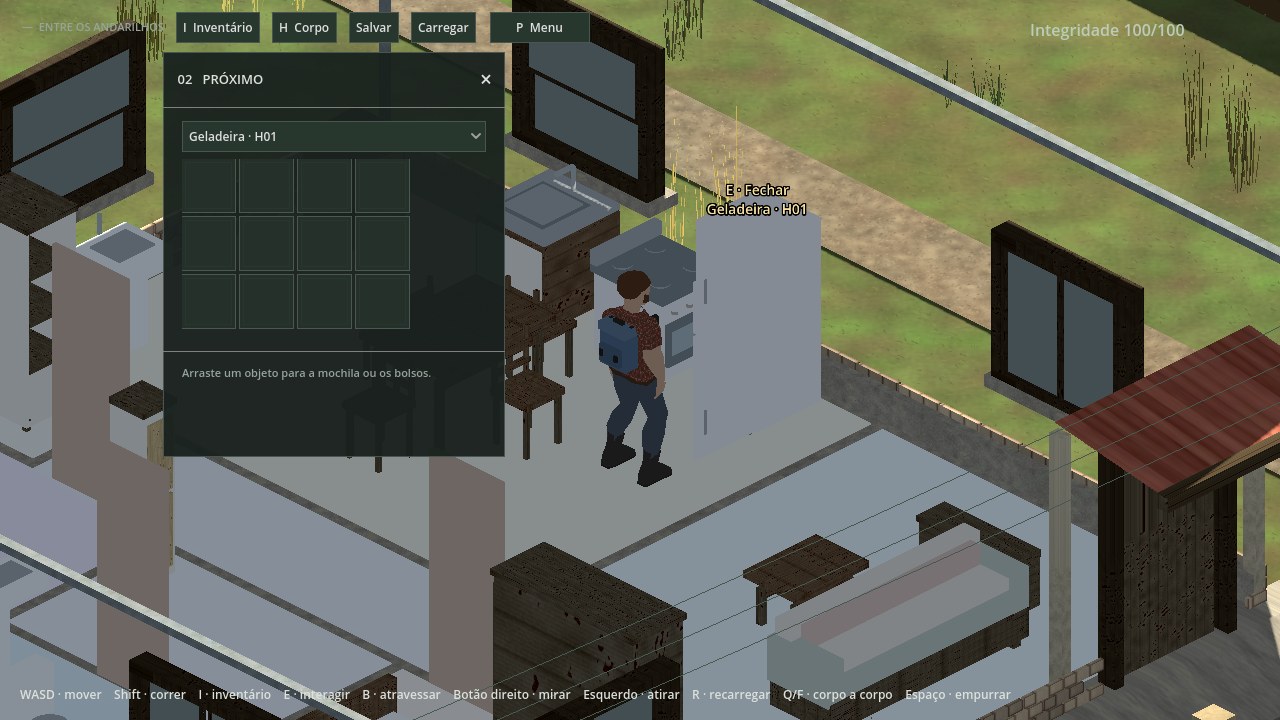 — ENTRE OS ANDARILHOS
I Inventário
H Corpo
Salvar
Carregar
P Menu
Integridade 100/100
02 PRÓXIMO
×
Geladeira · H01
Arraste um objeto para a mochila ou os bolsos.
E · Fechar
Geladeira · H01
WASD · mover Shift · correr I · inventário E · interagir B · atravessar Botão direito · mirar Esquerdo · atirar R · recarregar Q/F · corpo a corpo Espaço · empurrar